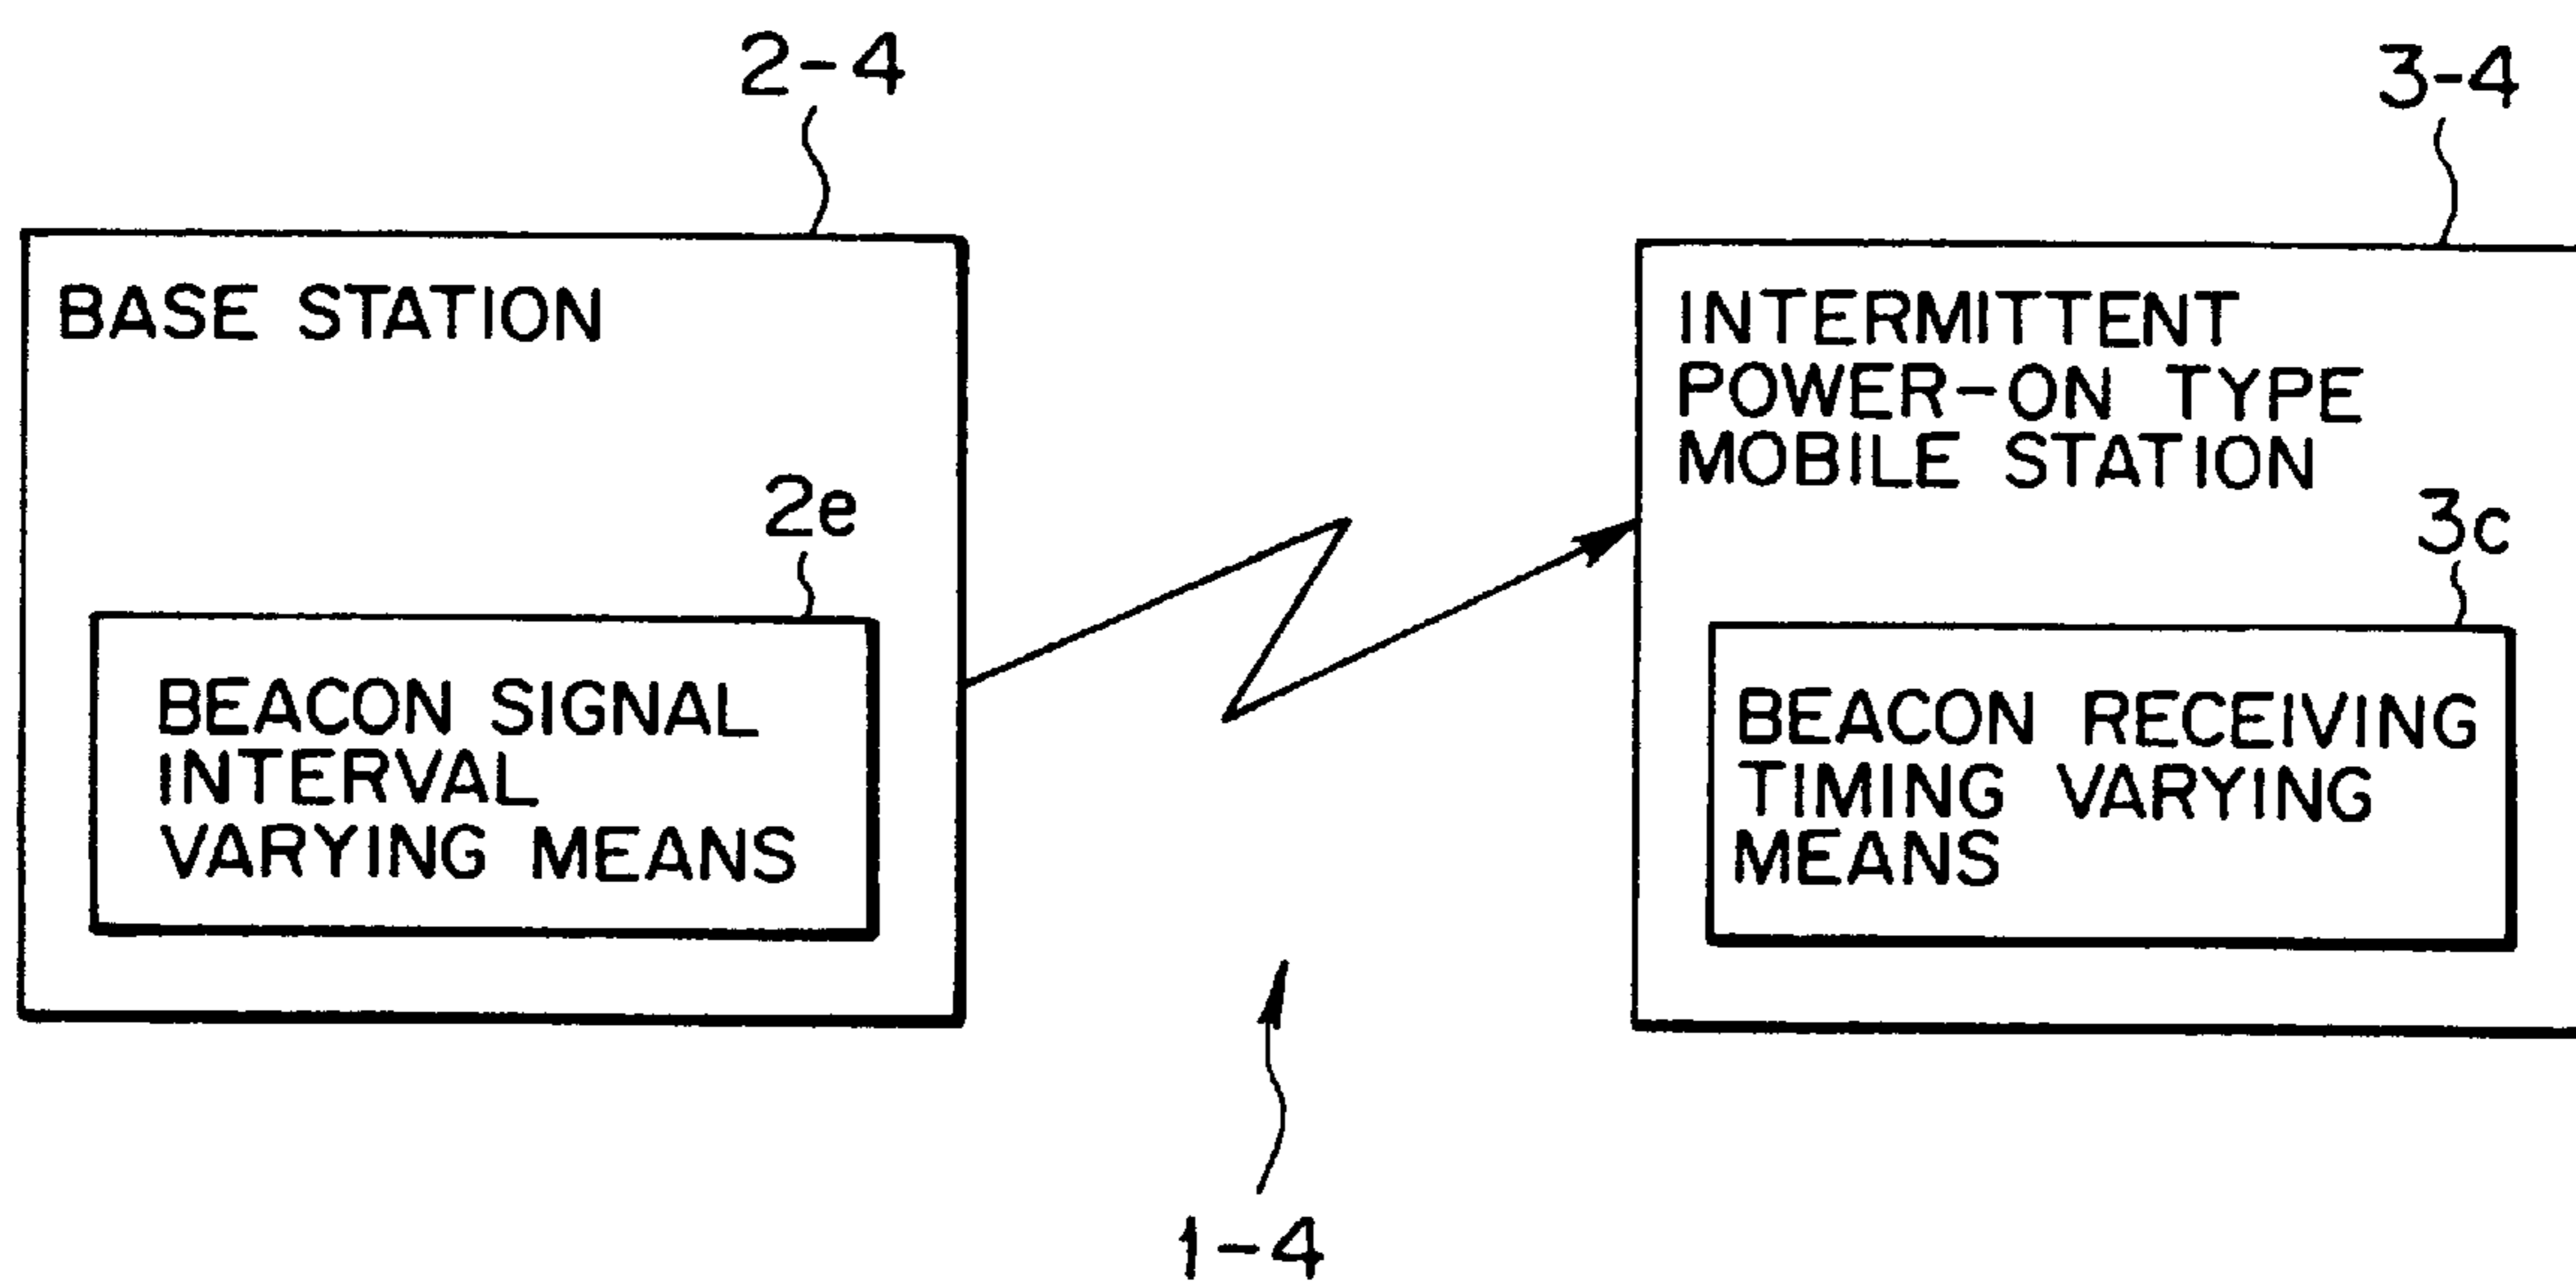 2-4
3-4
BASE STATION
2e
BEACON SIGNAL
INTERVAL
VARYING MEANS
INTERMITTENT
POWER-ON TYPE
MOBILE STATION
3c
BEACON RECEIVING
TIMING VARYING
MEANS
1-4